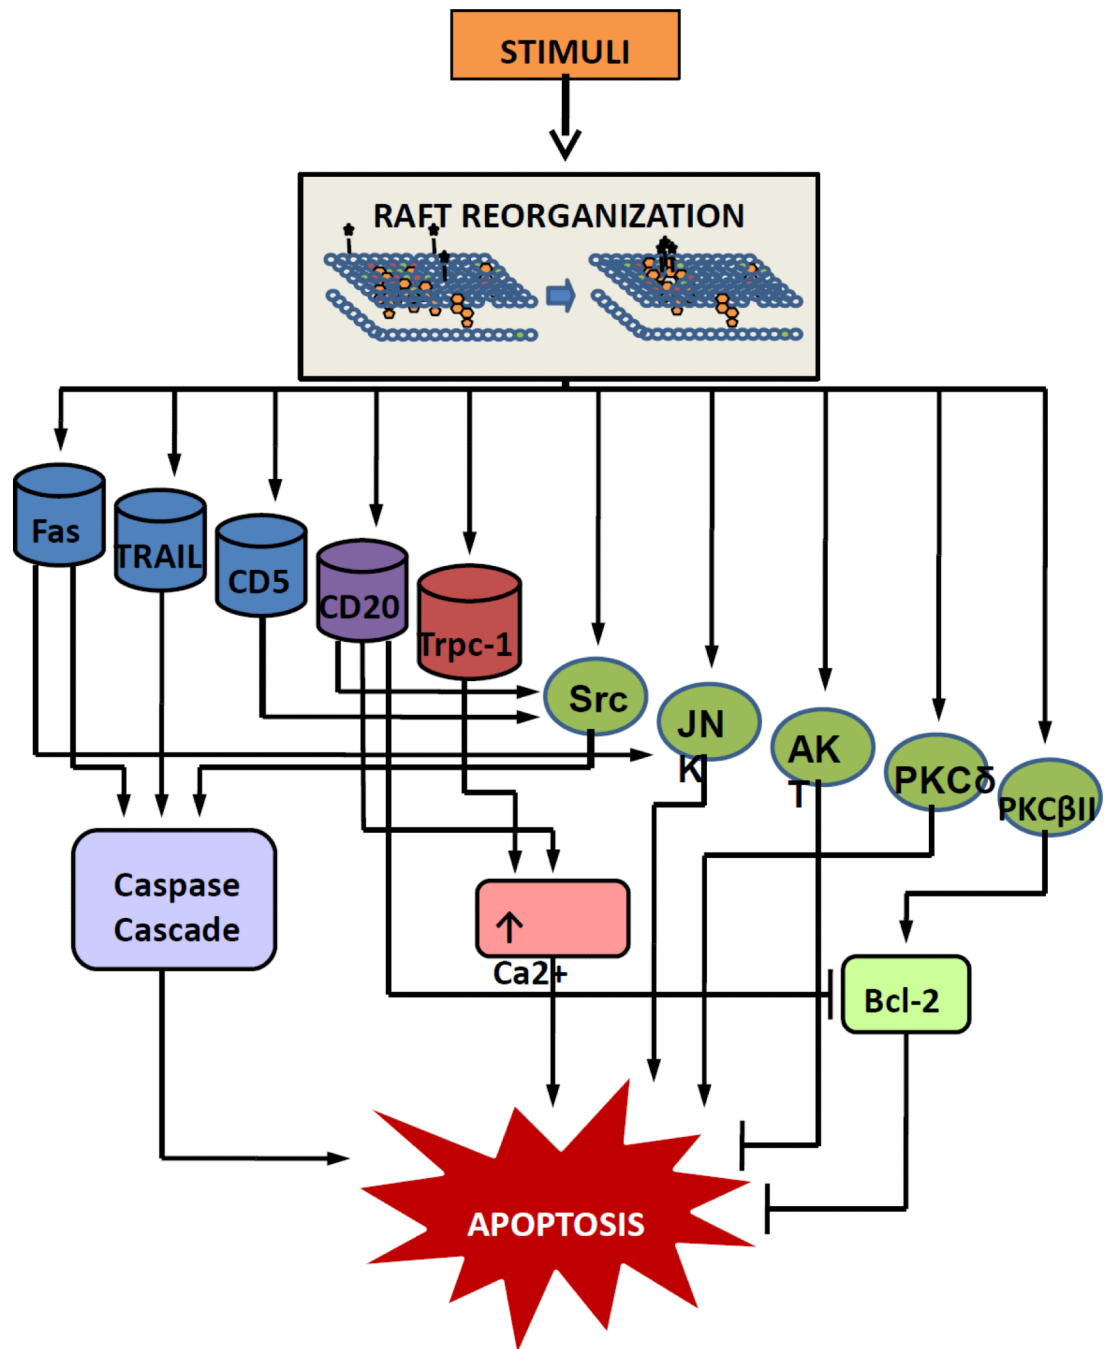 STIMULI
RAFT REORGANIZATION
Fas
TRAIL
CD5
CD20
Trpc-1
Src
JN
K
AK
T
PKCδ
PKCβII
Caspase
Cascade
↑
Ca2+
Bcl-2
APOPTOSIS